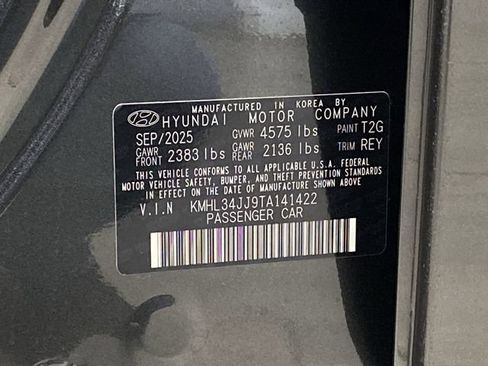 MANUFACTURED IN KOREA BY
HYUNDAI MOTOR COMPANY
SEP/2025 GVWR 4575 lbs PAINT T2G
GAWR FRONT 2383 lbs GAWR REAR 2136 lbs TRIM REY
THIS VEHICLE CONFORMS TO ALL APPLICABLE U.S.A. FEDERAL
MOTOR VEHICLE SAFETY, BUMPER, AND THEFT PREVENTION STANDARDS
IN EFFECT ON THE DATE OF MANUFACTURE SHOWN ABOVE.
V.I.N KMHL34JJ9TA141422
PASSENGER CAR